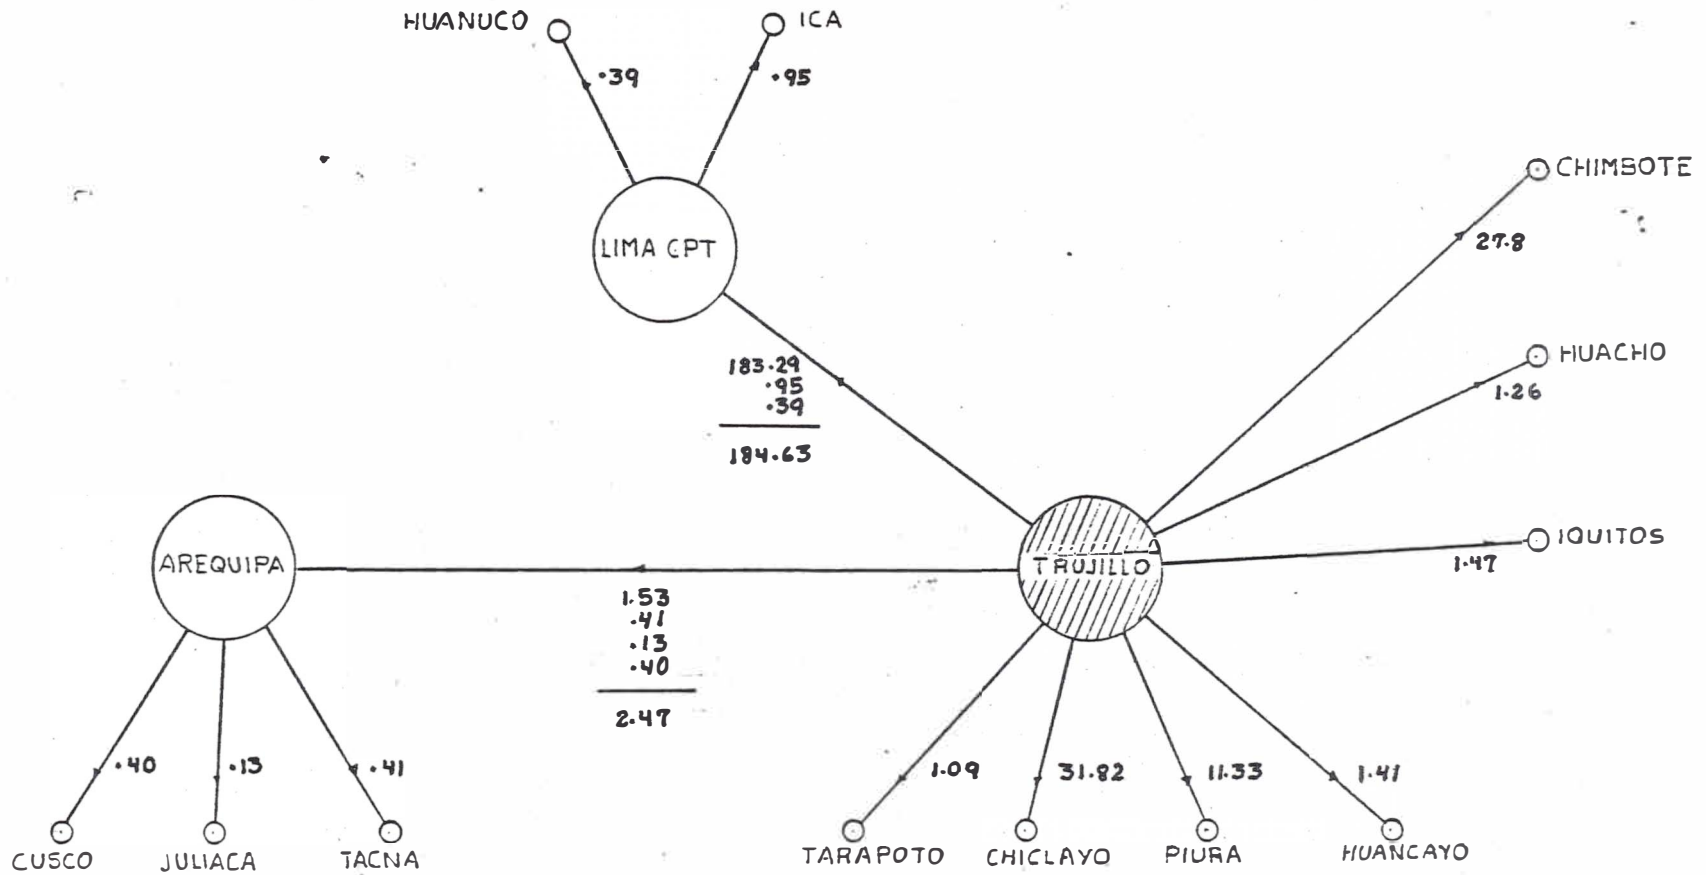 HUANUCO
ICA
.39
.95
CHIMBOTE
LIMA CPT
27.8
HUACHO
183.29
.95
.39
184.63
1.26
IQUITOS
AREQUIPA
TRUJILLO
1.47
1.53
.41
.13
.40
2.47
.40
.13
.41
1.09
31.82
11.33
1.41
CUSCO
JULIACA
TACNA
TARAPOTO
CHICLAYO
PIURA
HUANCAYO